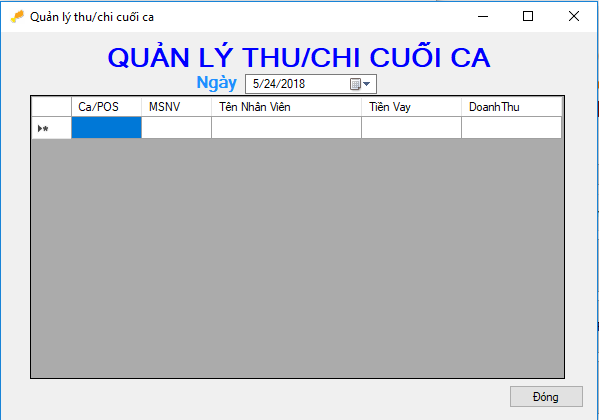 Quản lý thu/chi cuối ca
QUẢN LÝ THU/CHI CUỐI CA
Ngày 5/24/2018
Ca/POS MSNV Tên Nhân Viên Tiền Vay DoanhThu
Đóng